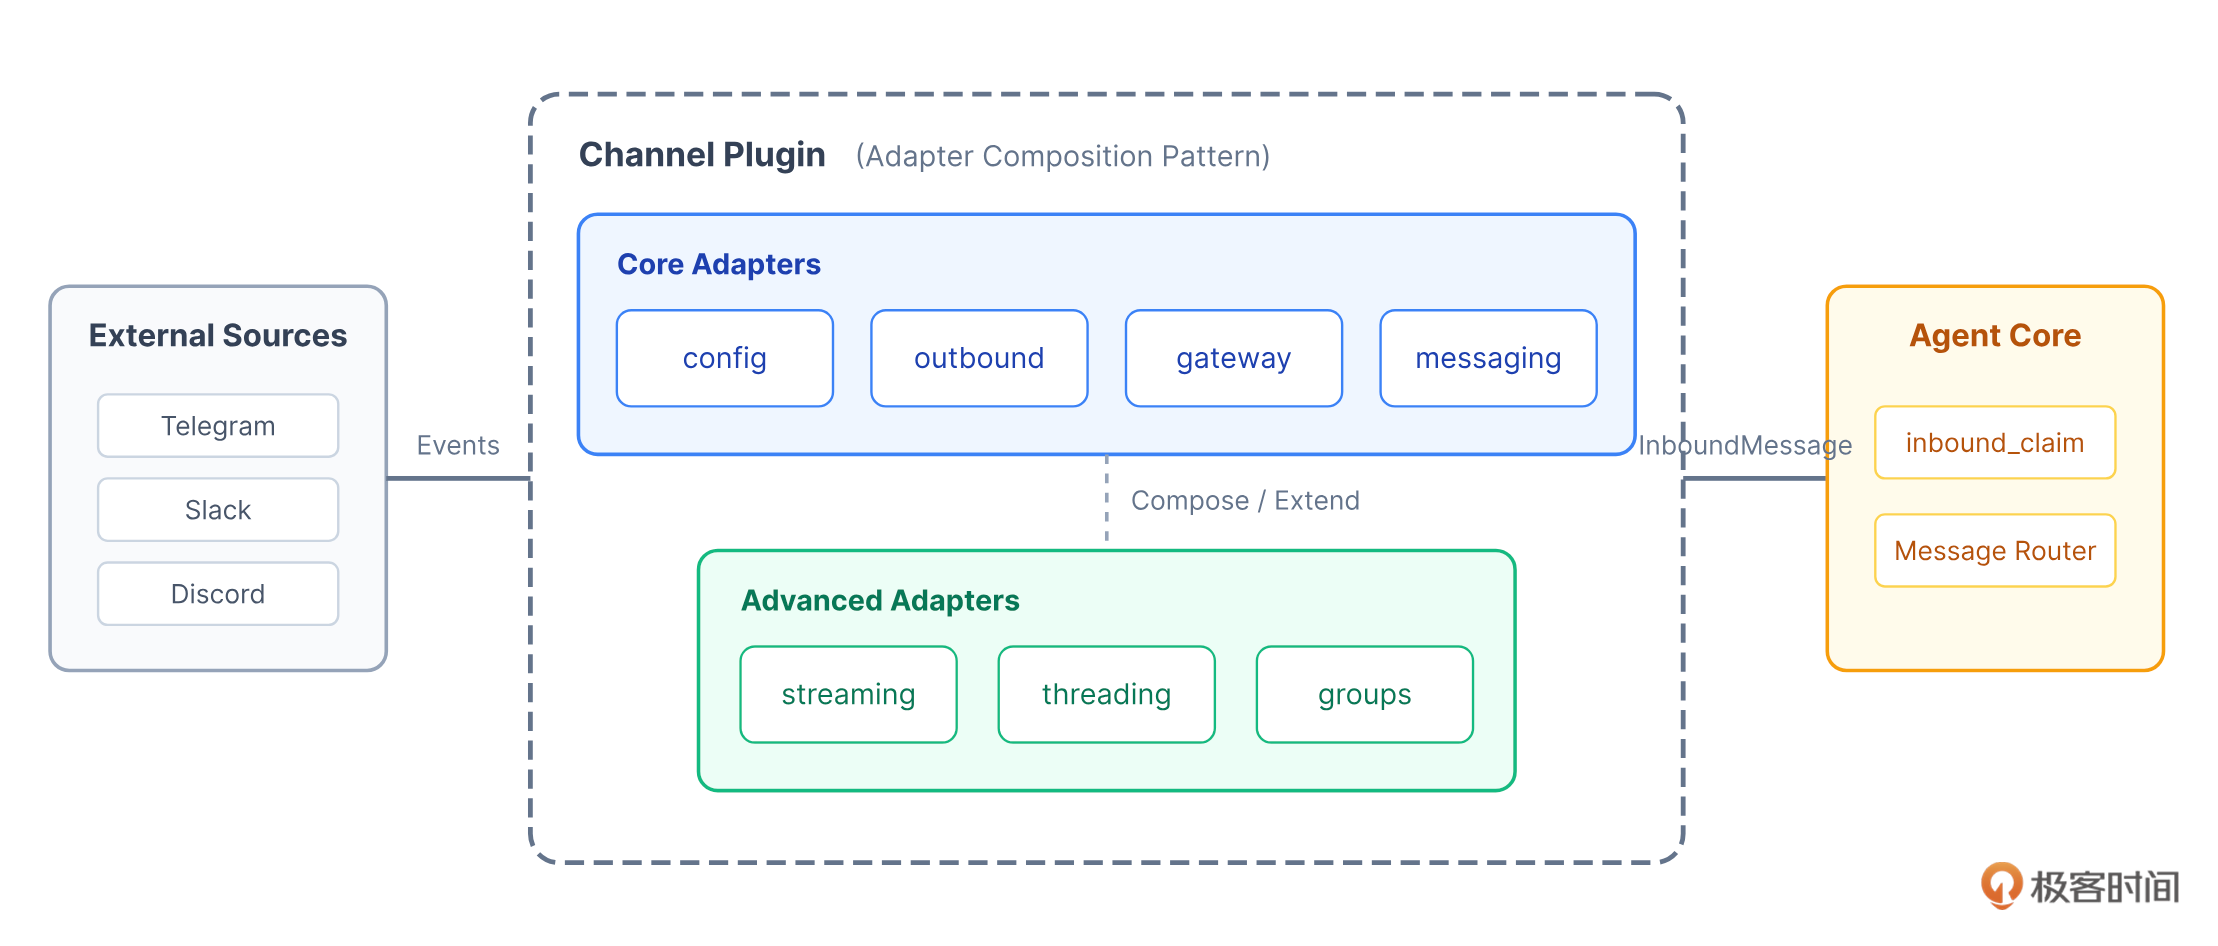 External Sources
Telegram
Slack
Discord
Events
Channel Plugin (Adapter Composition Pattern)
Core Adapters
config
outbound
gateway
messaging
Compose / Extend
Advanced Adapters
streaming
threading
groups
InboundMessage
Agent Core
inbound_claim
Message Router
极客时间